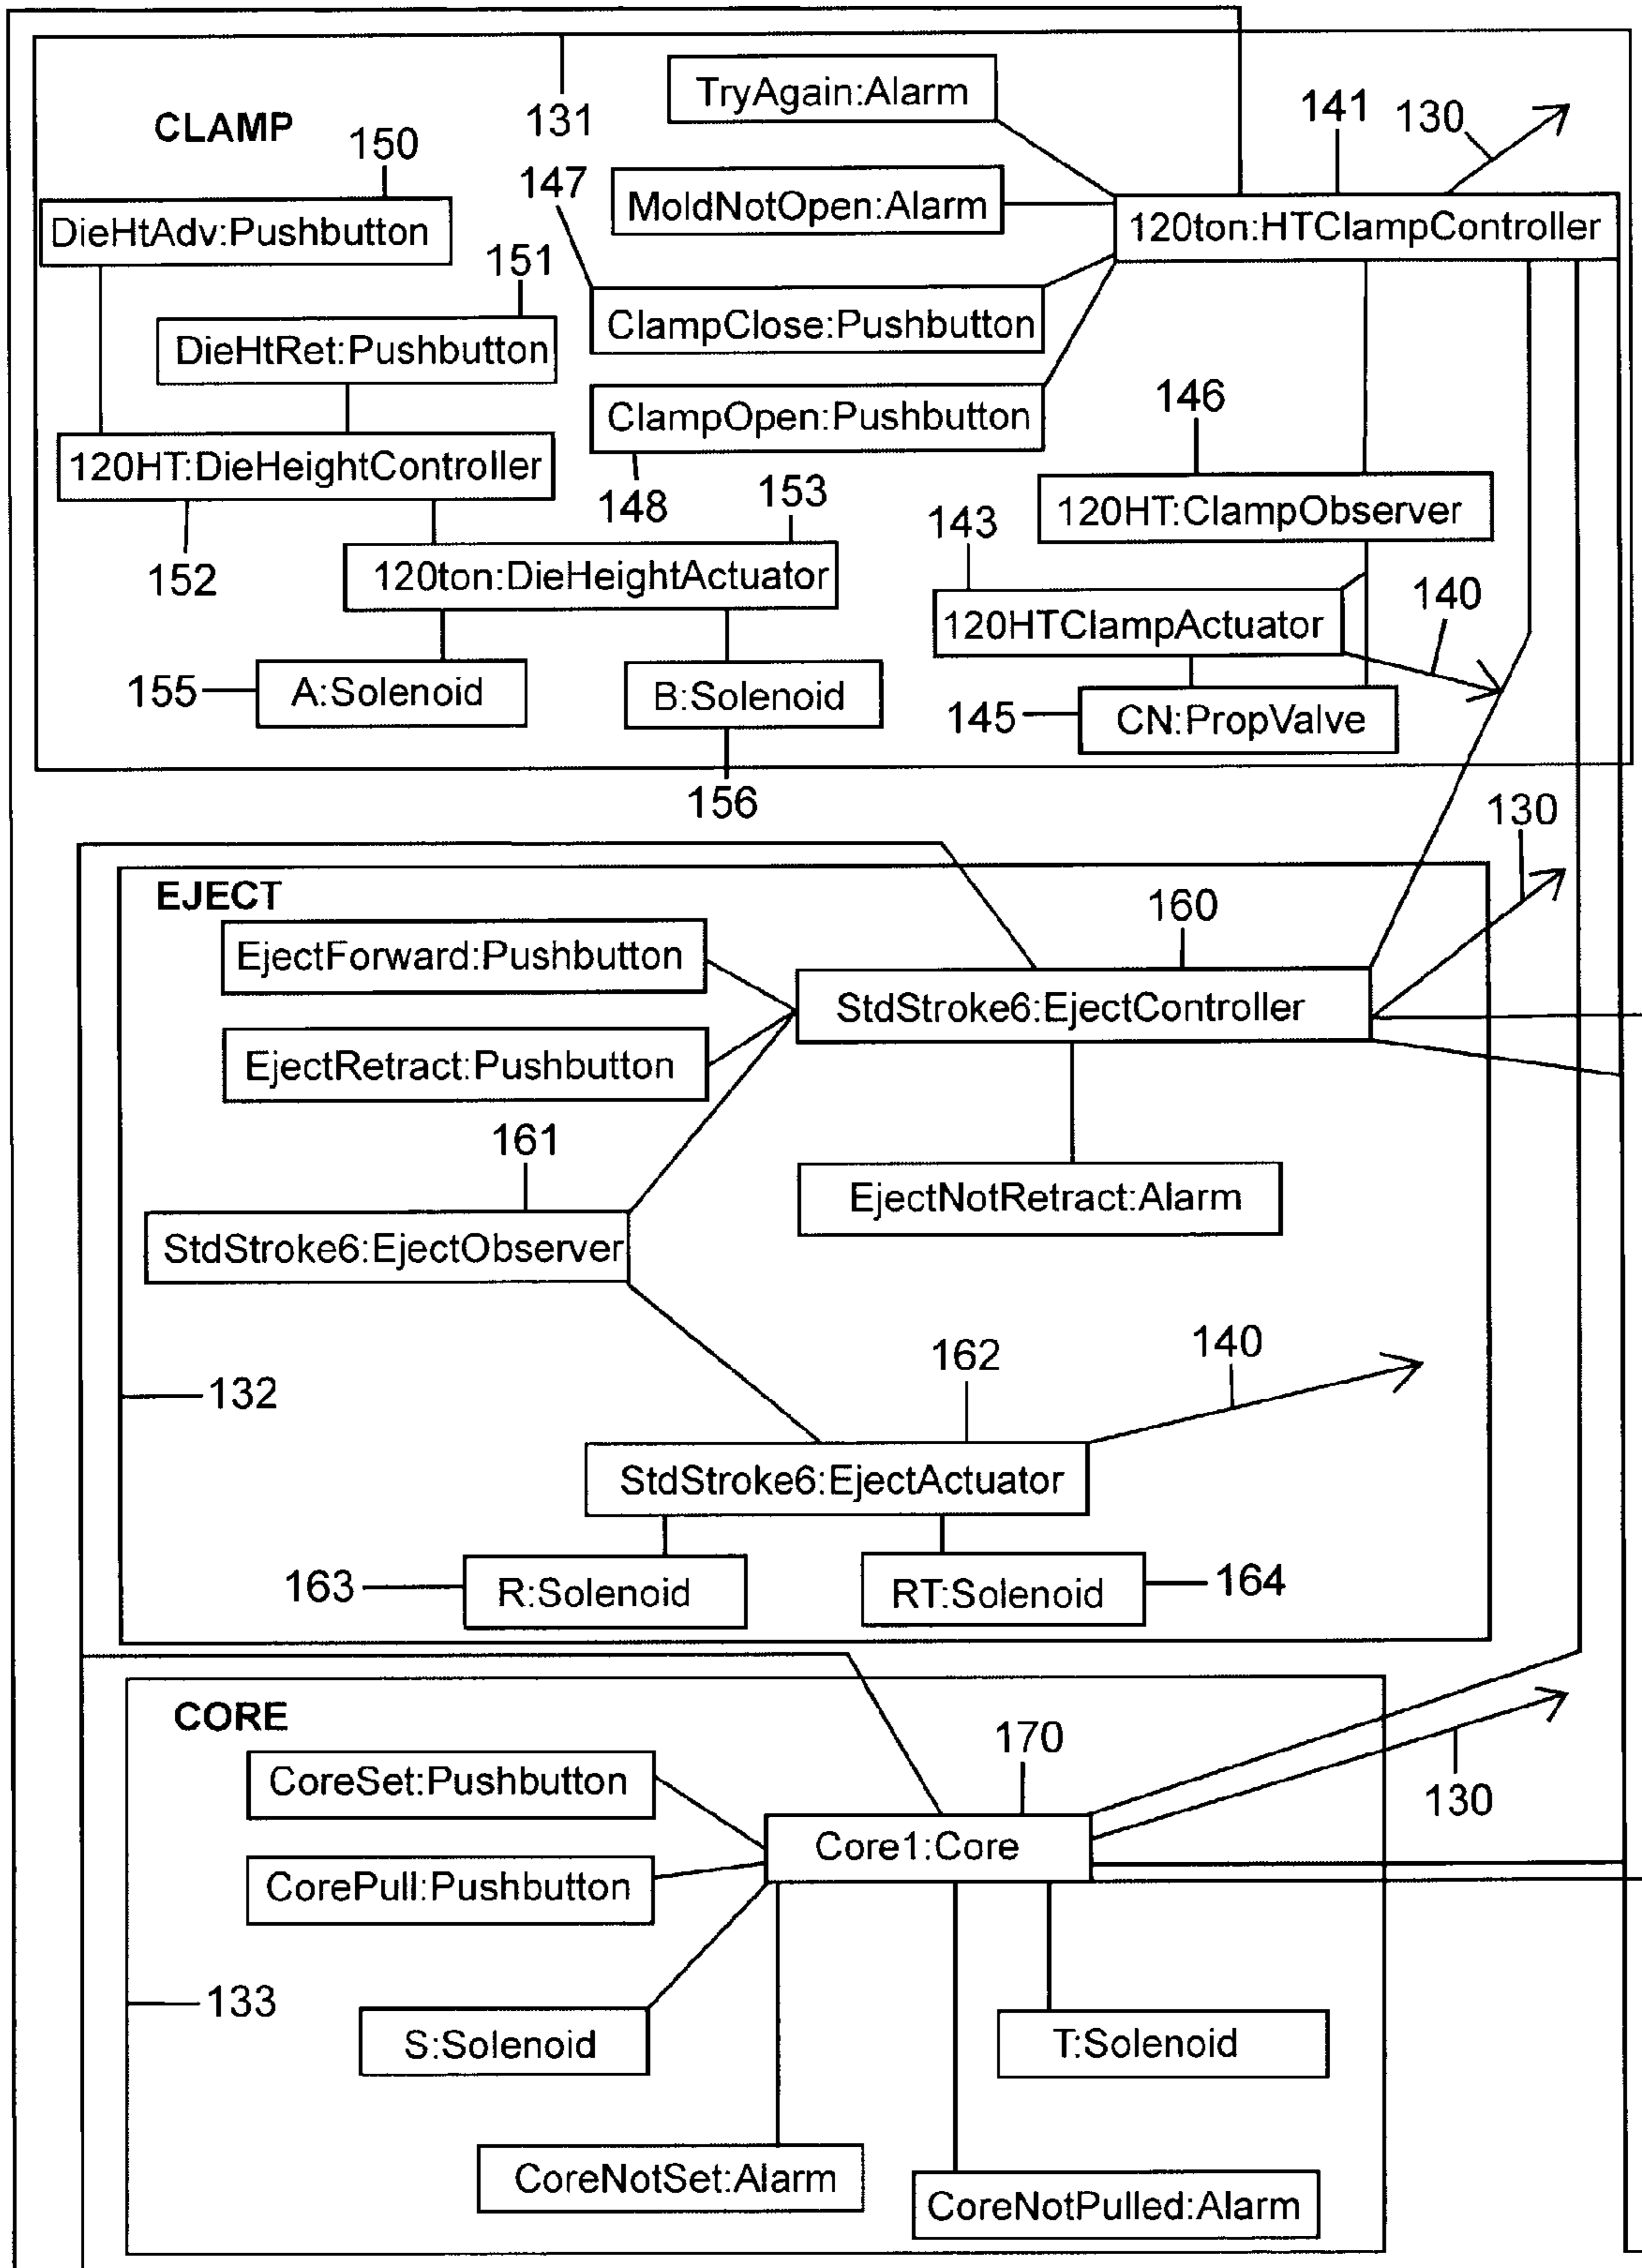 TryAgain:Alarm
CLAMP
131
141
130
150
147
MoldNotOpen:Alarm
DieHtAdv:Pushbutton
120ton:HTClampController
151
ClampClose:Pushbutton
DieHtRet:Pushbutton
146
ClampOpen:Pushbutton
120HT:DieHeightController
148
153
143
120HT:ClampObserver
152
120ton:DieHeightActuator
140
120HTClampActuator
155
A:Solenoid
B:Solenoid
145
CN:PropValve
156
130
EJECT
160
EjectForward:Pushbutton
StdStroke6:EjectController
EjectRetract:Pushbutton
161
EjectNotRetract:Alarm
StdStroke6:EjectObserver
162
140
132
StdStroke6:EjectActuator
163
R:Solenoid
RT:Solenoid
164
CORE
170
CoreSet:Pushbutton
130
Core1:Core
CorePull:Pushbutton
133
S:Solenoid
T:Solenoid
CoreNotSet:Alarm
CoreNotPulled:Alarm